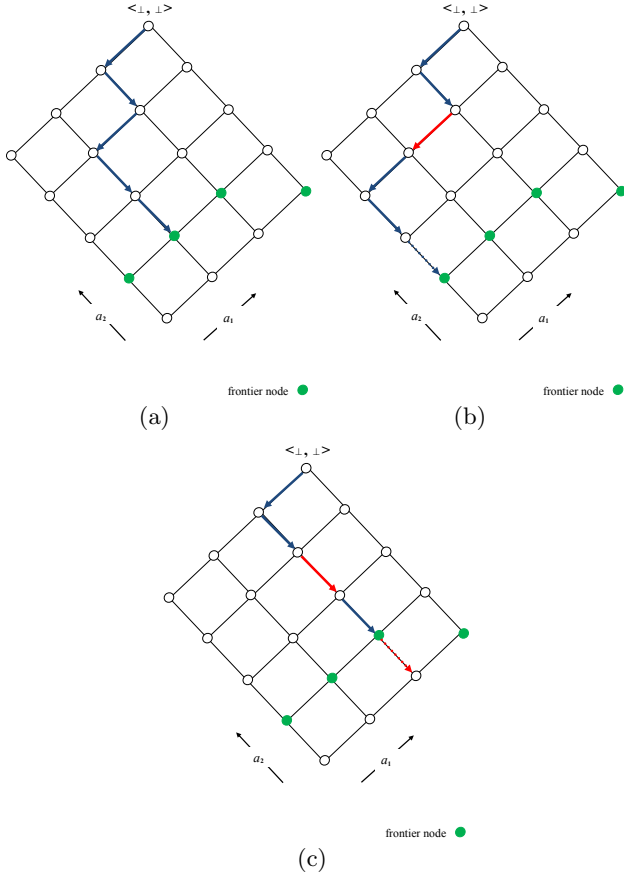 <⊥, ⊥>
<⊥, ⊥>
a₂
a₁
a₂
a₁
frontier node
frontier node
(a)
(b)
<⊥, ⊥>
a₂
a₁
frontier node
(c)